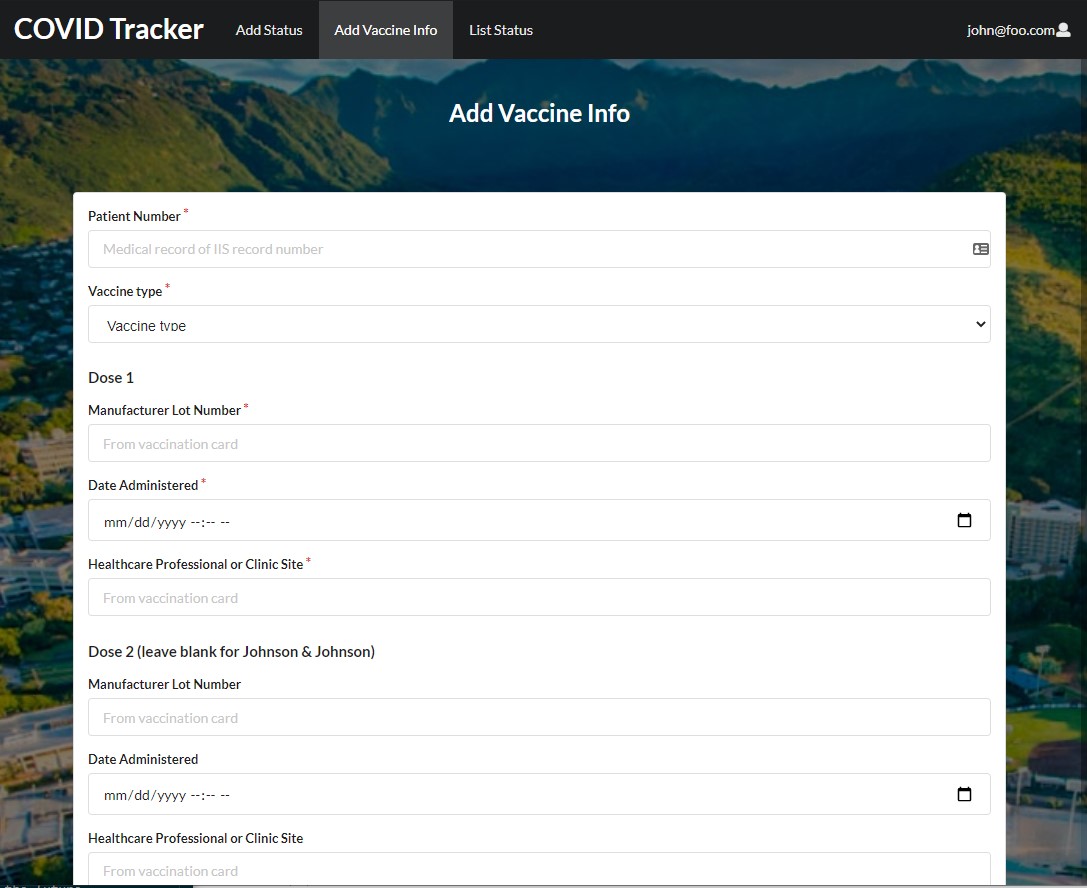 COVID Tracker Add Status Add Vaccine Info List Status john@foo.com
Add Vaccine Info
Patient Number *
Medical record of IIS record number
Vaccine type *
Vaccine type
Dose 1
Manufacturer Lot Number *
From vaccination card
Date Administered *
mm/dd/yyyy --:-- --
Healthcare Professional or Clinic Site *
From vaccination card
Dose 2 (leave blank for Johnson & Johnson)
Manufacturer Lot Number
From vaccination card
Date Administered
mm/dd/yyyy --:-- --
Healthcare Professional or Clinic Site
From vaccination card